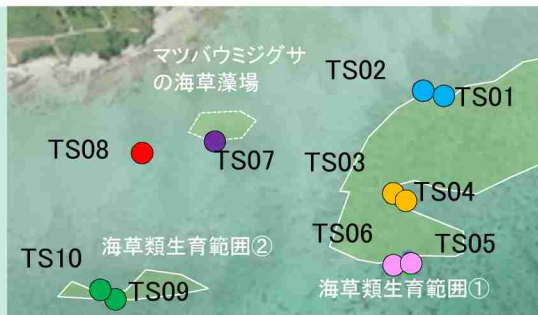 マツバウミジグサ
の海草藻場
TS02
TS01
TS08
TS07
TS03
TS04
TS06
TS05
海草類生育範囲②
TS10
TS09
海草類生育範囲①